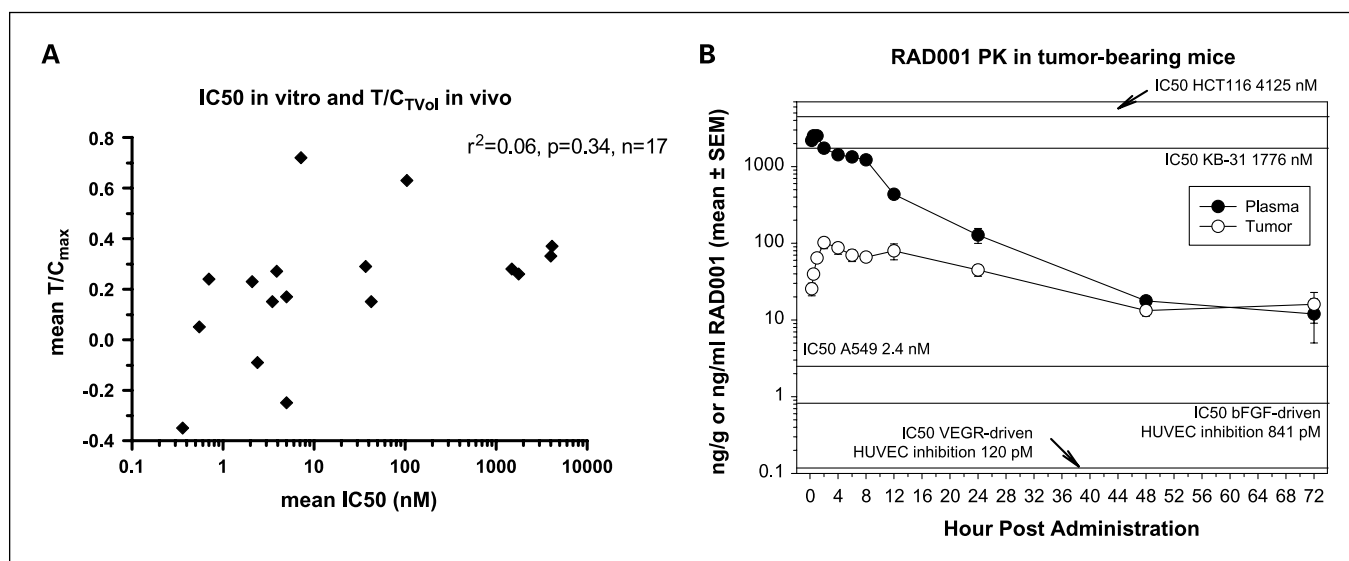 A
IC50 in vitro and T/C_TVol in vivo
r²=0.06, p=0.34, n=17
mean T/C_max
0.8
0.6
0.4
0.2
0.0
-0.2
-0.4
0.1 1 10 100 1000 10000
mean IC50 (nM)
B
RAD001 PK in tumor-bearing mice
IC50 HCT116 4125 nM
IC50 KB-31 1776 nM
Plasma
Tumor
IC50 A549 2.4 nM
IC50 bFGF-driven
HUVEC inhibition 841 pM
IC50 VEGR-driven
HUVEC inhibition 120 pM
ng/g or ng/ml RAD001 (mean ± SEM)
1000
100
10
1
0.1
0 4 8 12 16 20 24 28 32 36 40 44 48 52 56 60 64 68 72
Hour Post Administration